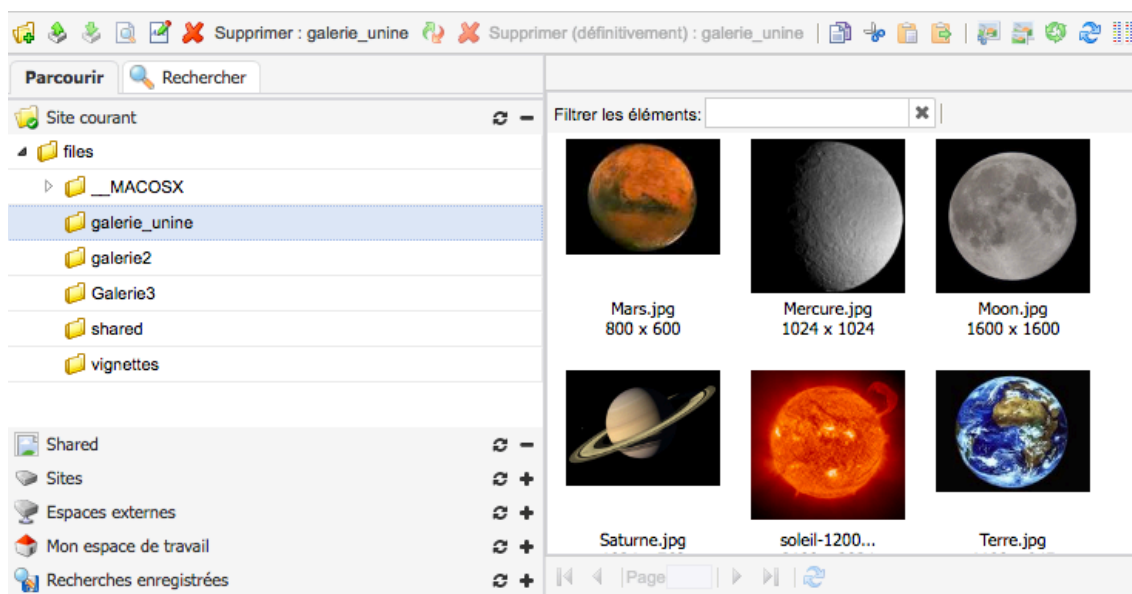 Supprimer : galerie_unine Supprimer (définitivement) : galerie_unine
Parcourir Rechercher
Site courant
files
__MACOSX
galerie_unine
galerie2
Galerie3
shared
vignettes
Shared
Sites
Espaces externes
Mon espace de travail
Recherches enregistrées
Filtrer les éléments:
Mars.jpg
800 x 600
Mercure.jpg
1024 x 1024
Moon.jpg
1600 x 1600
Saturne.jpg
soleil-1200...
Terre.jpg
Page